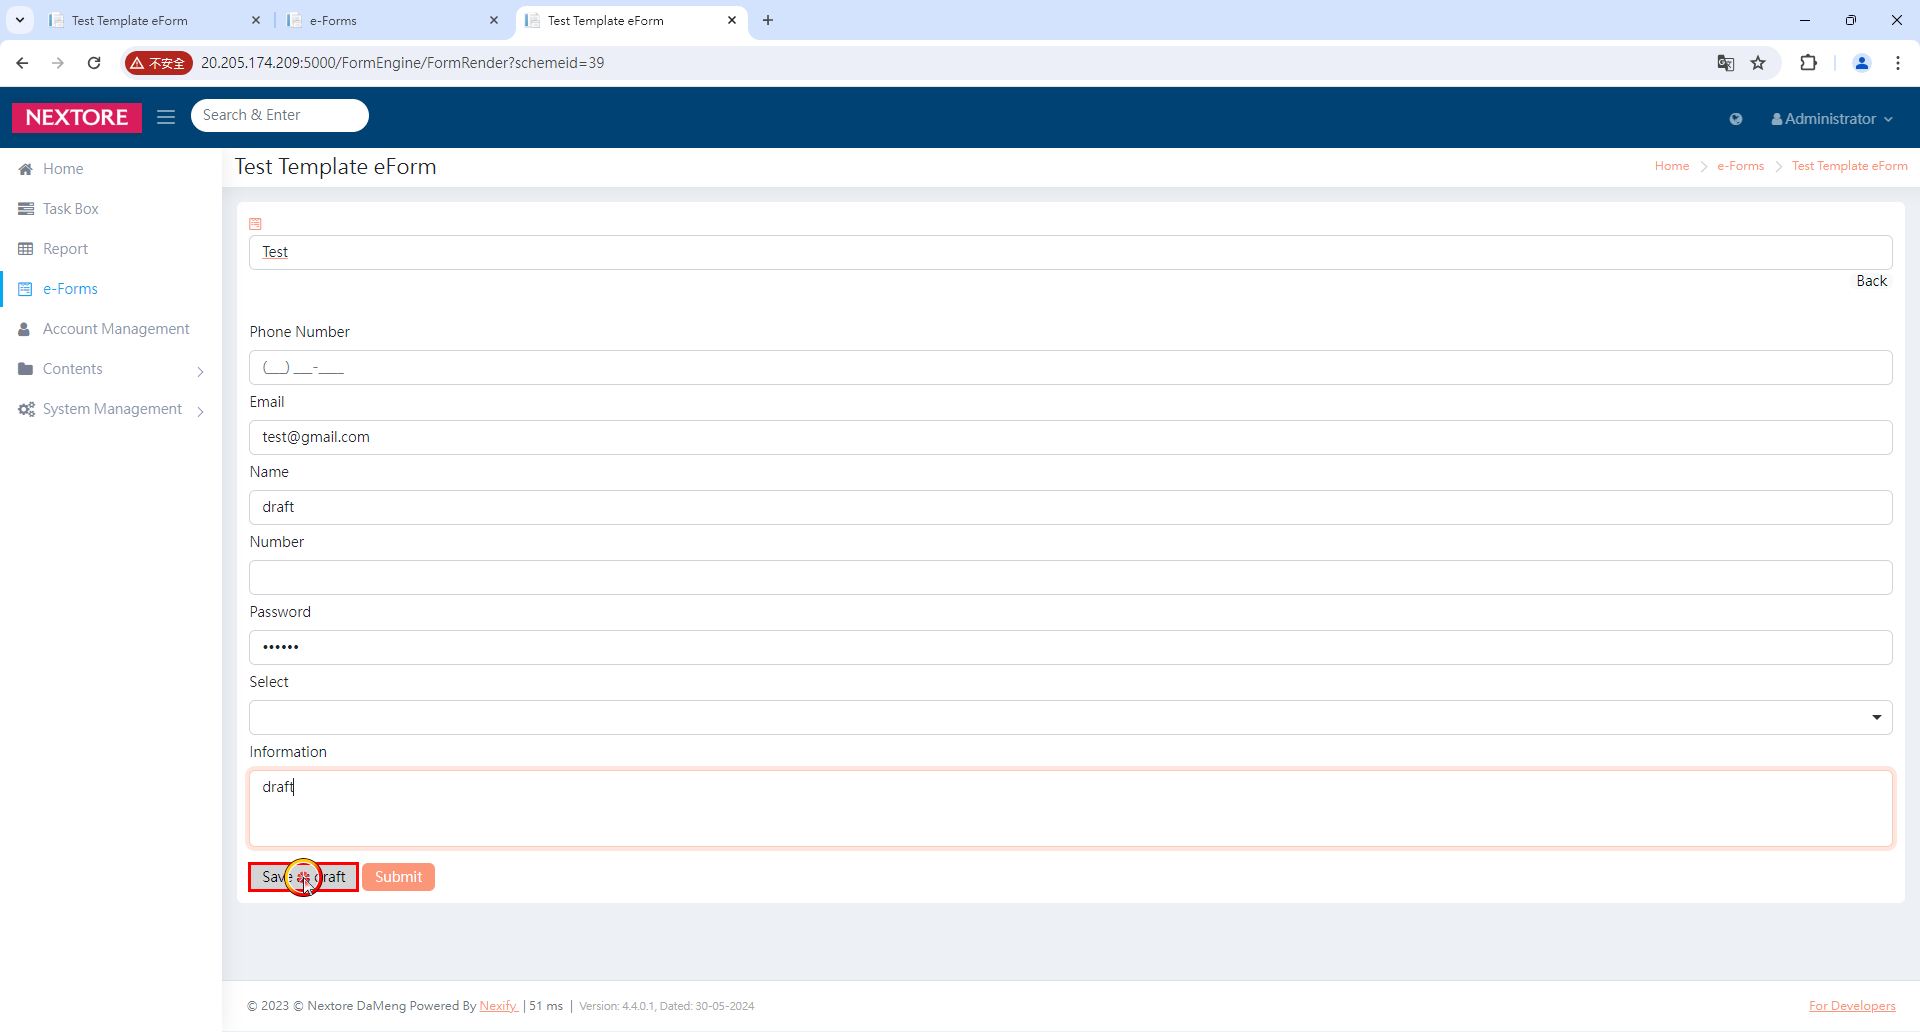 Test Template eForm
e-Forms
Test Template eForm
不安全
20.205.174.209:5000/FormEngine/FormRender?schemeid=39
NEXTORE
Search & Enter
Administrator
Home
Task Box
Report
e-Forms
Account Management
Contents
System Management
Test Template eForm
Home
e-Forms
Test Template eForm
Test
Back
Phone Number
(___) ___-____
Email
test@gmail.com
Name
draft
Number
Password
••••••
Select
Information
draft
Save as draft
Submit
© 2023 © Nextore DaMeng Powered By Nexify | 51 ms | Version: 4.4.0.1, Dated: 30-05-2024
For Developers